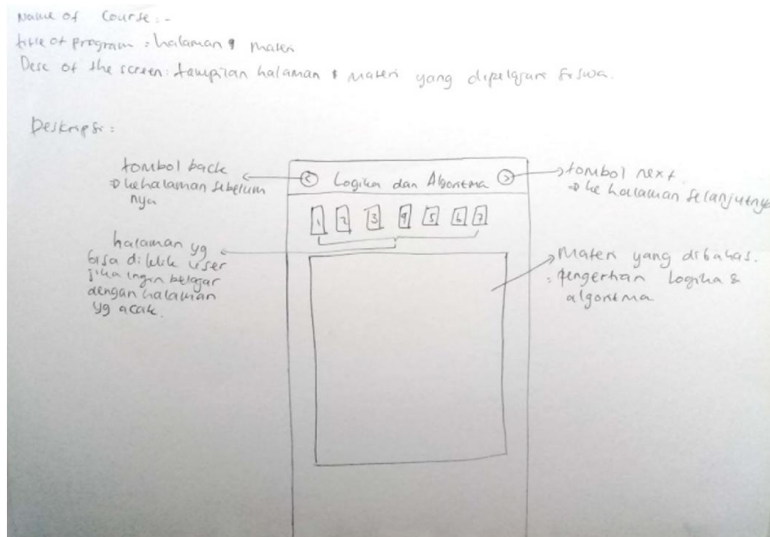 Name of Course : -
title of program : halaman 1 materi
Desc of the screen : tampilan halaman 1 materi yang dipelajari siswa.
Deskripsi :
tombol back
⇒ kehalaman sebelum
nya
Logika dan Algoritma
tombol next
⇒ ke halaman selanjutnya
1 2 3 4 5 6 7
halaman yg
bisa diklik user
jika ingin belajar
dengan halaman
yg acak.
Materi yang dibahas.
: pengertian Logika &
algoritma